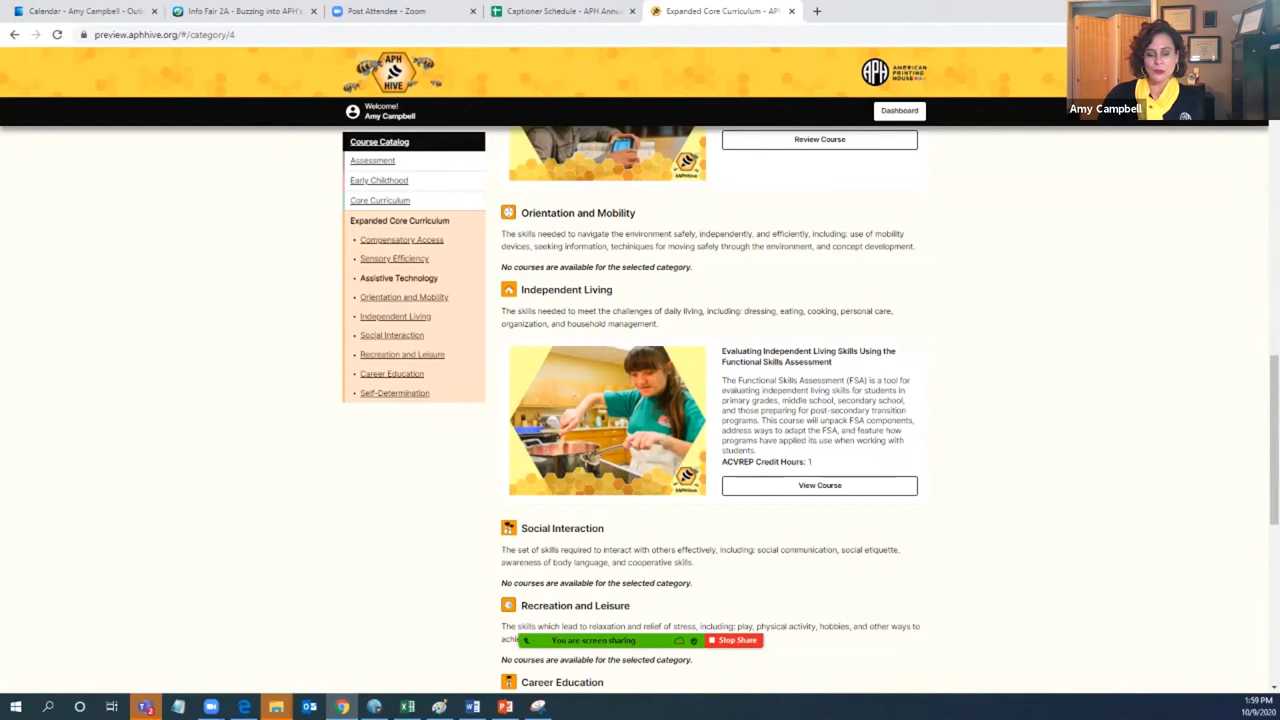 Calendar - Amy Campbell - Outl
Info Fair 2A - Buzzing into APH's
Post Attendee - Zoom
Captioner Schedule - APH Annu
Expanded Core Curriculum - AP
preview.aphhive.org/#/category/4
APH
HIVE
APH
AMERICAN
PRINTING
HOUSE
Amy Campbell
Welcome!
Amy Campbell
Dashboard
Course Catalog
Assessment
Early Childhood
Core Curriculum
Expanded Core Curriculum
• Compensatory Access
• Sensory Efficiency
• Assistive Technology
• Orientation and Mobility
• Independent Living
• Social Interaction
• Recreation and Leisure
• Career Education
• Self-Determination
#APHhive
Review Course
Orientation and Mobility
The skills needed to navigate the environment safely, independently, and efficiently, including: use of mobility
devices, seeking information, techniques for moving safely through the environment, and concept development.
No courses are available for the selected category.
Independent Living
The skills needed to meet the challenges of daily living, including: dressing, eating, cooking, personal care,
organization, and household management.
#APHhive
Evaluating Independent Living Skills Using the
Functional Skills Assessment
The Functional Skills Assessment (FSA) is a tool for
evaluating independent living skills for students in
primary grades, middle school, secondary school,
and those preparing for post-secondary transition
programs. This course will unpack FSA components,
address ways to adapt the FSA, and feature how
programs have applied its use when working with
students.
ACVREP Credit Hours: 1
View Course
Social Interaction
The set of skills required to interact with others effectively, including: social communication, social etiquette,
awareness of body language, and cooperative skills.
No courses are available for the selected category.
Recreation and Leisure
The skills which lead to relaxation and relief of stress, including: play, physical activity, hobbies, and other ways to
achie
You are screen sharing
Stop Share
No courses are available for the selected category.
Career Education
1:59 PM
10/9/2020